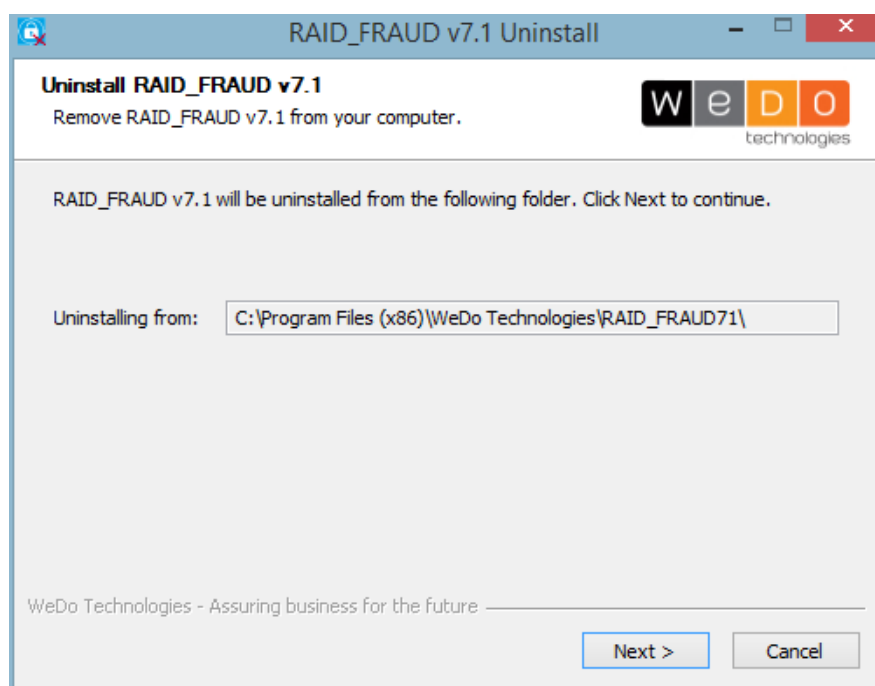 RAID_FRAUD v7.1 Uninstall
Uninstall RAID_FRAUD v7.1
Remove RAID_FRAUD v7.1 from your computer.
WeDO
technologies
RAID_FRAUD v7.1 will be uninstalled from the following folder. Click Next to continue.
Uninstalling from: C:\Program Files (x86)\WeDo Technologies\RAID_FRAUD71\
WeDo Technologies - Assuring business for the future
Next > Cancel